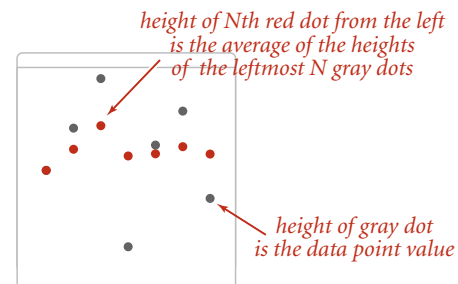 height of Nth red dot from the left
is the average of the heights
of the leftmost N gray dots
height of gray dot
is the data point value